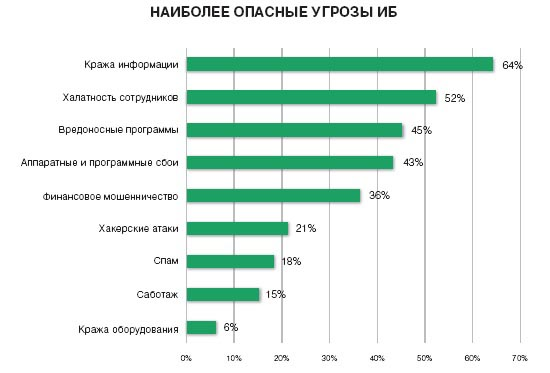 НАИБОЛЕЕ ОПАСНЫЕ УГРОЗЫ ИБ
Кража информации 64%
Халатность сотрудников 52%
Вредоносные программы 45%
Аппаратные и программные сбои 43%
Финансовое мошенничество 36%
Хакерские атаки 21%
Спам 18%
Саботаж 15%
Кража оборудования 6%
0% 10% 20% 30% 40% 50% 60% 70%